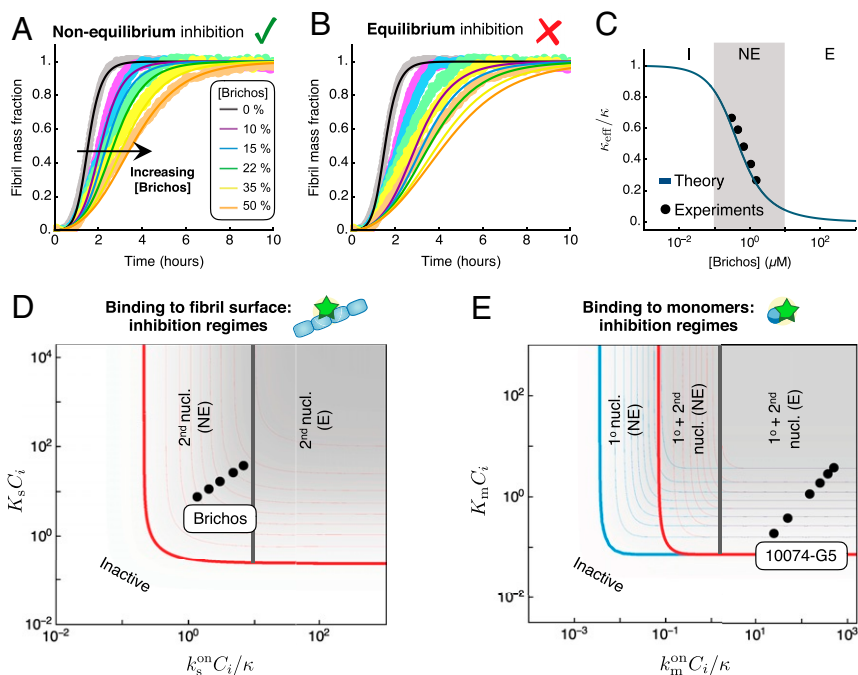 A
Non-equilibrium inhibition
Fibril mass fraction
1.
0.8
0.6
0.4
0.2
0.
0
2
4
6
8
10
Time (hours)
[Brichos]
0 %
10 %
15 %
22 %
35 %
50 %
Increasing
[Brichos]
B
Equilibrium inhibition
Fibril mass fraction
1.
0.8
0.6
0.4
0.2
0.
0
2
4
6
8
10
Time (hours)
C
I
NE
E
κeff/κ
1.
0.8
0.6
0.4
0.2
0.
Theory
Experiments
10⁻²
10⁰
10²
[Brichos] (μM)
D
Binding to fibril surface:
inhibition regimes
KsCi
10⁴
10²
10⁰
10⁻²
2nd nucl.
(NE)
2nd nucl.
(E)
Brichos
Inactive
10⁻²
10⁰
10²
ks^on Ci/κ
E
Binding to monomers:
inhibition regimes
KmCi
10²
10⁰
10⁻²
1º nucl.
(NE)
1º + 2nd
nucl. (NE)
1º + 2nd
nucl. (E)
10074-G5
Inactive
10⁻³
10⁻¹
10¹
10³
km^on Ci/κ